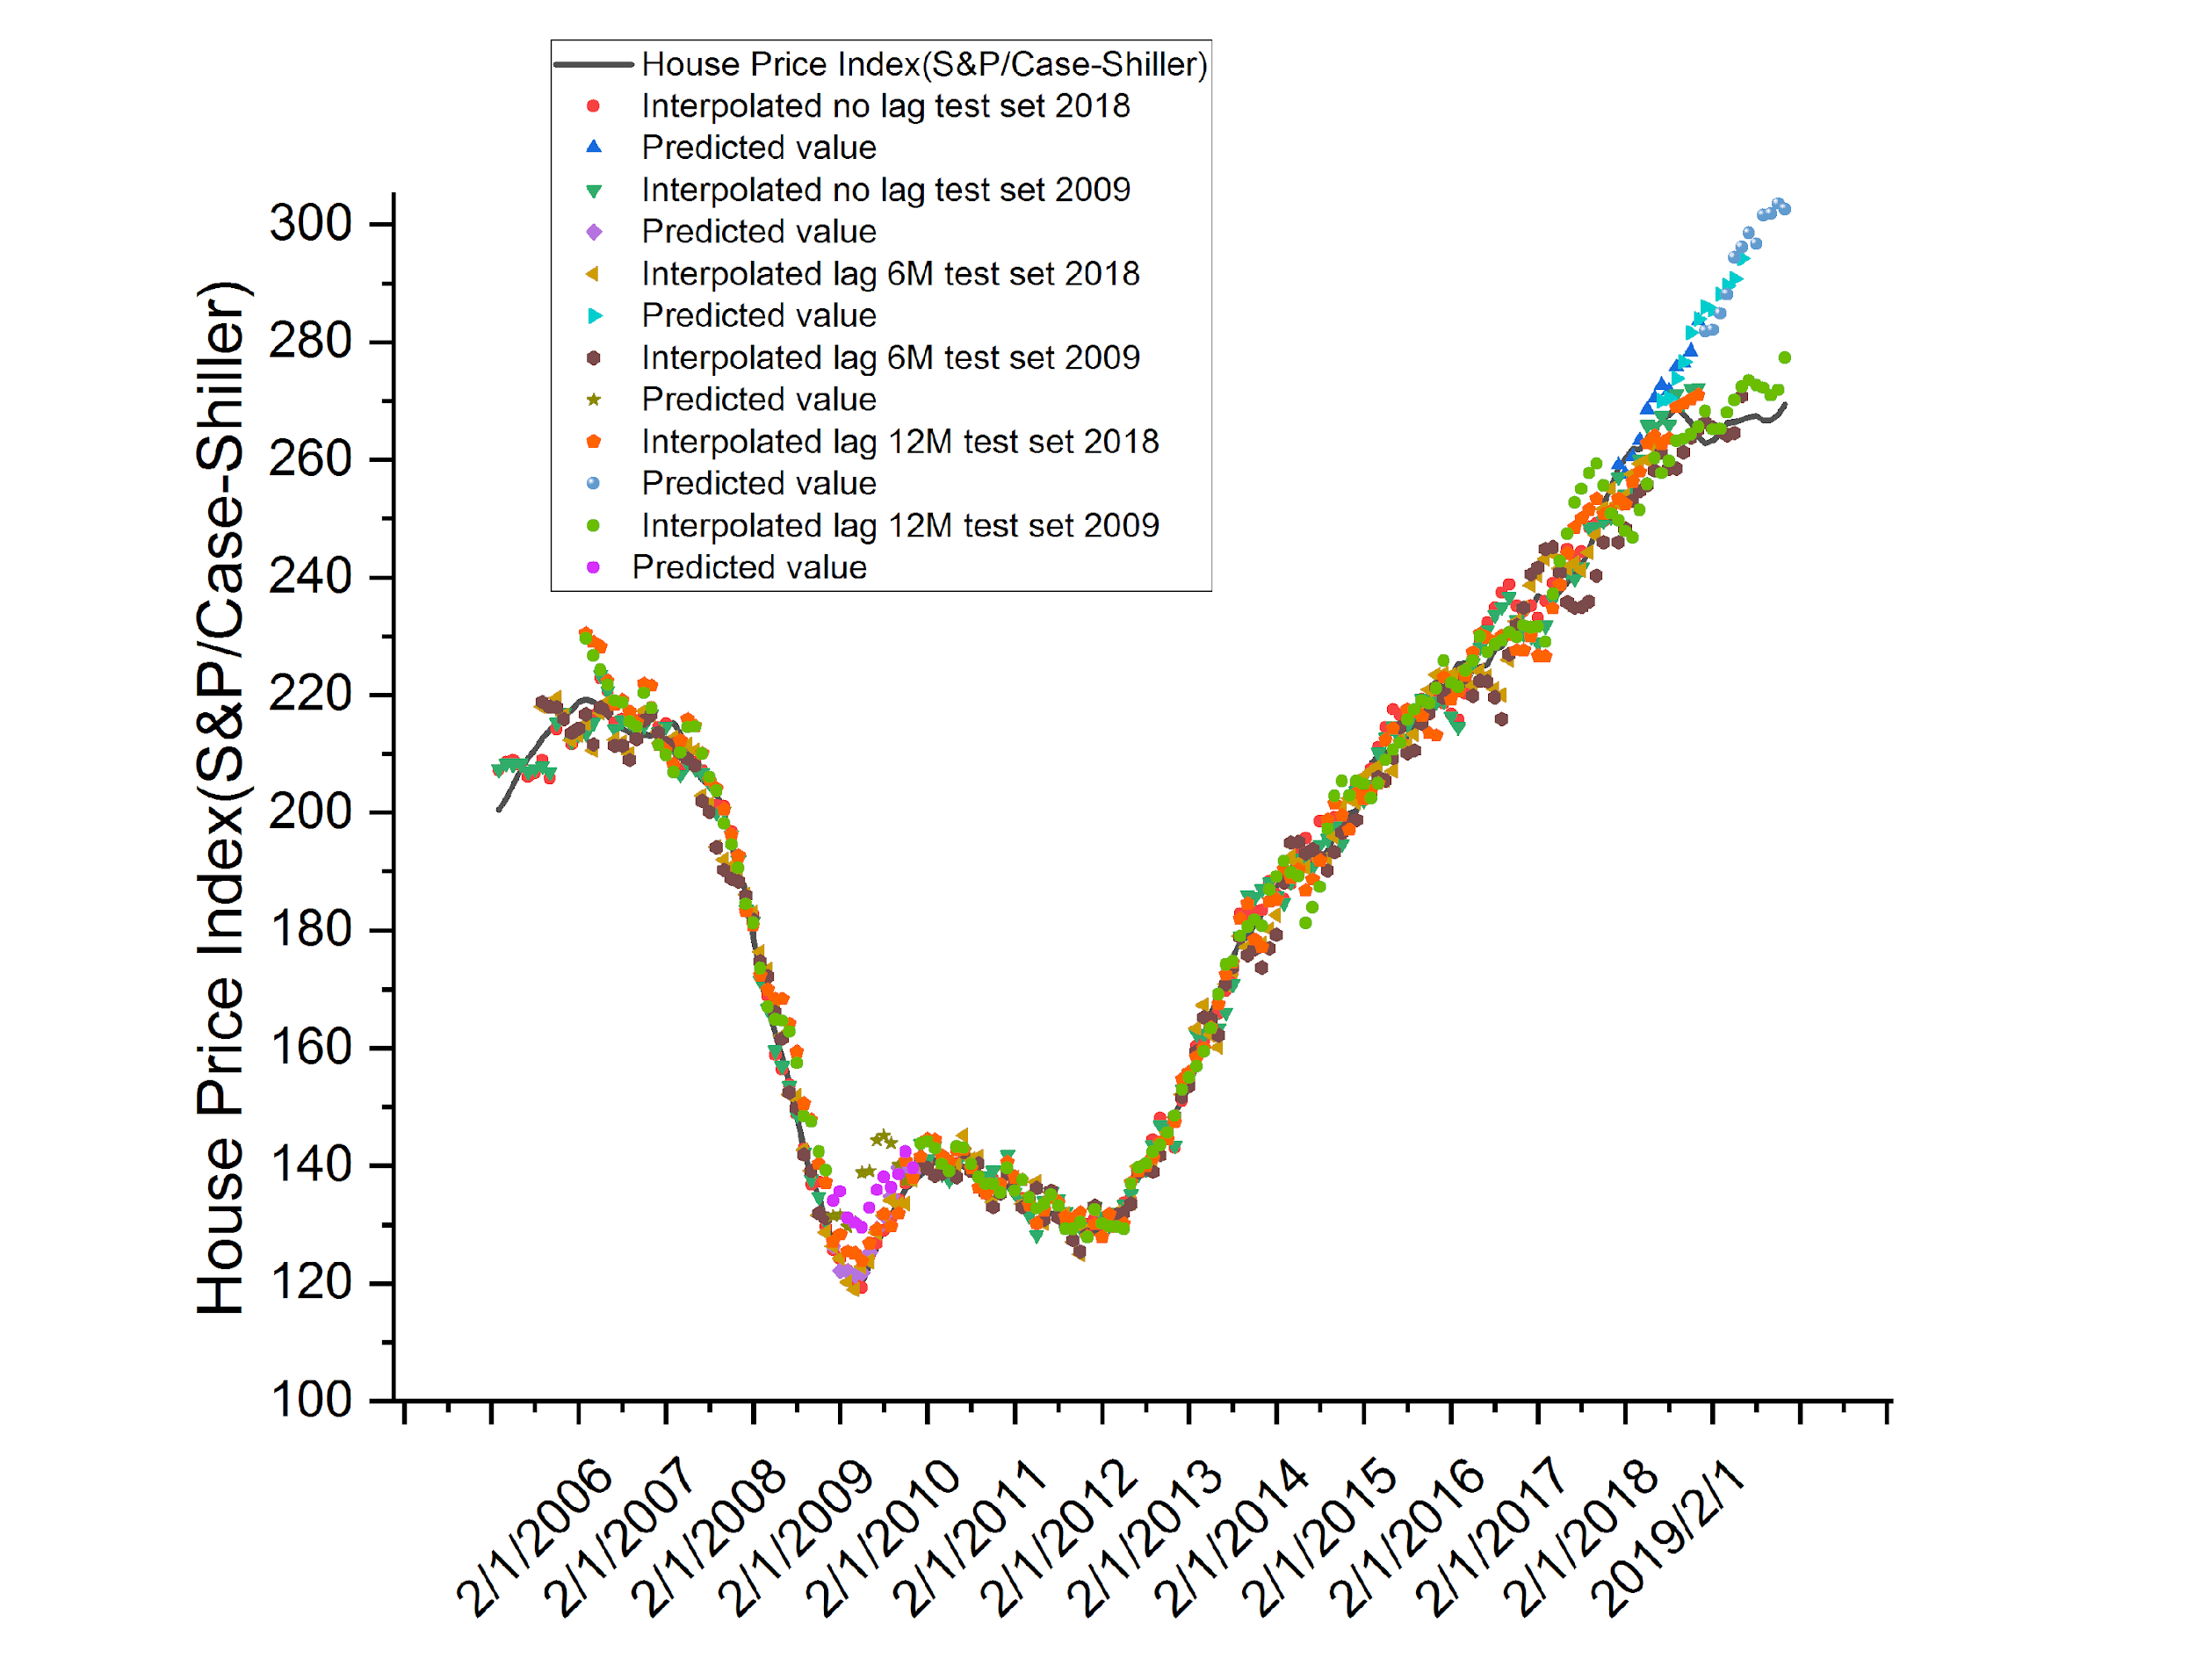 House Price Index(S&P/Case-Shiller)
Interpolated no lag test set 2018
Predicted value
Interpolated no lag test set 2009
Predicted value
Interpolated lag 6M test set 2018
Predicted value
Interpolated lag 6M test set 2009
Predicted value
Interpolated lag 12M test set 2018
Predicted value
Interpolated lag 12M test set 2009
Predicted value
House Price Index(S&P/Case-Shiller)
300
280
260
240
220
200
180
160
140
120
100
2/1/2006
2/1/2007
2/1/2008
2/1/2009
2/1/2010
2/1/2011
2/1/2012
2/1/2013
2/1/2014
2/1/2015
2/1/2016
2/1/2017
2/1/2018
2019/2/1